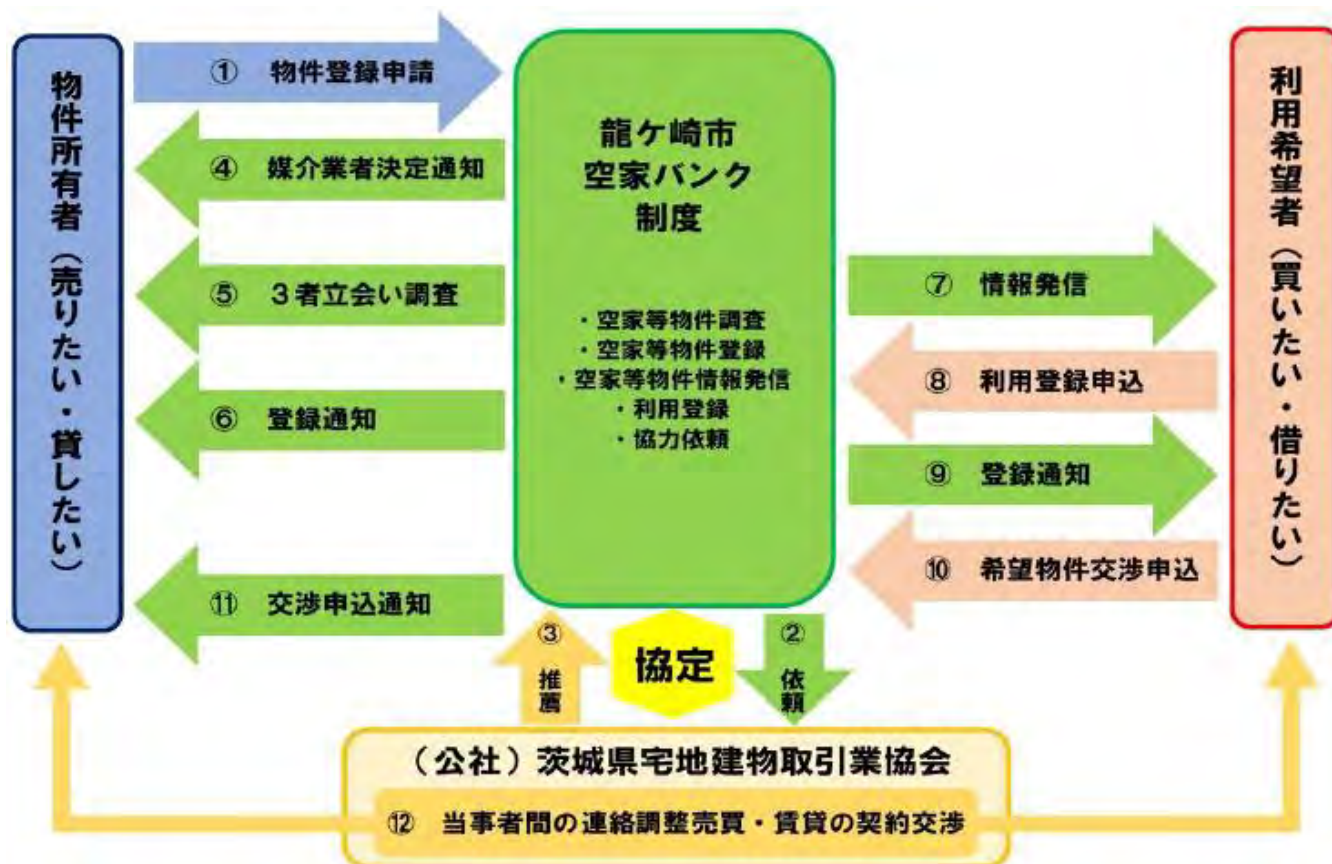 物件所有者（売りたい・貸したい）
① 物件登録申請
④ 媒介業者決定通知
⑤ ３者立会い調査
⑥ 登録通知
⑪ 交渉申込通知
龍ケ崎市
空家バンク
制度
・空家等物件調査
・空家等物件登録
・空家等物件情報発信
・利用登録
・協力依頼
⑦ 情報発信
⑧ 利用登録申込
⑨ 登録通知
⑩ 希望物件交渉申込
利用希望者（買いたい・借りたい）
③ 推薦
協定
② 依頼
（公社）茨城県宅地建物取引業協会
⑫ 当事者間の連絡調整売買・賃貸の契約交渉